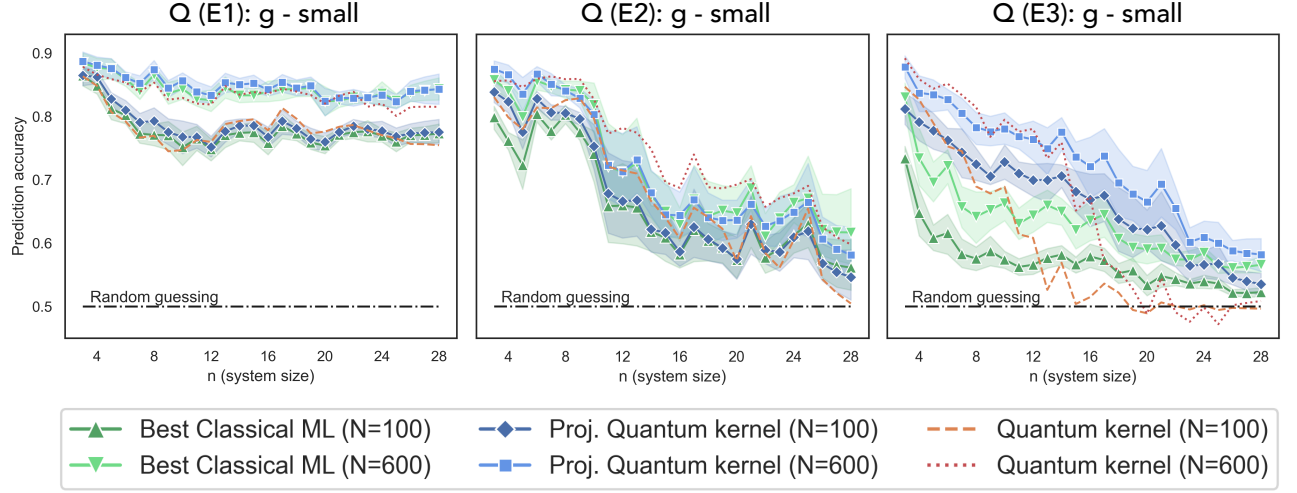 Q (E1): g - small
Q (E2): g - small
Q (E3): g - small
Prediction accuracy
0.9
0.8
0.7
0.6
0.5
Random guessing
Random guessing
Random guessing
4 8 12 16 20 24 28
4 8 12 16 20 24 28
4 8 12 16 20 24 28
n (system size)
n (system size)
n (system size)
Best Classical ML (N=100)
Proj. Quantum kernel (N=100)
Quantum kernel (N=100)
Best Classical ML (N=600)
Proj. Quantum kernel (N=600)
Quantum kernel (N=600)